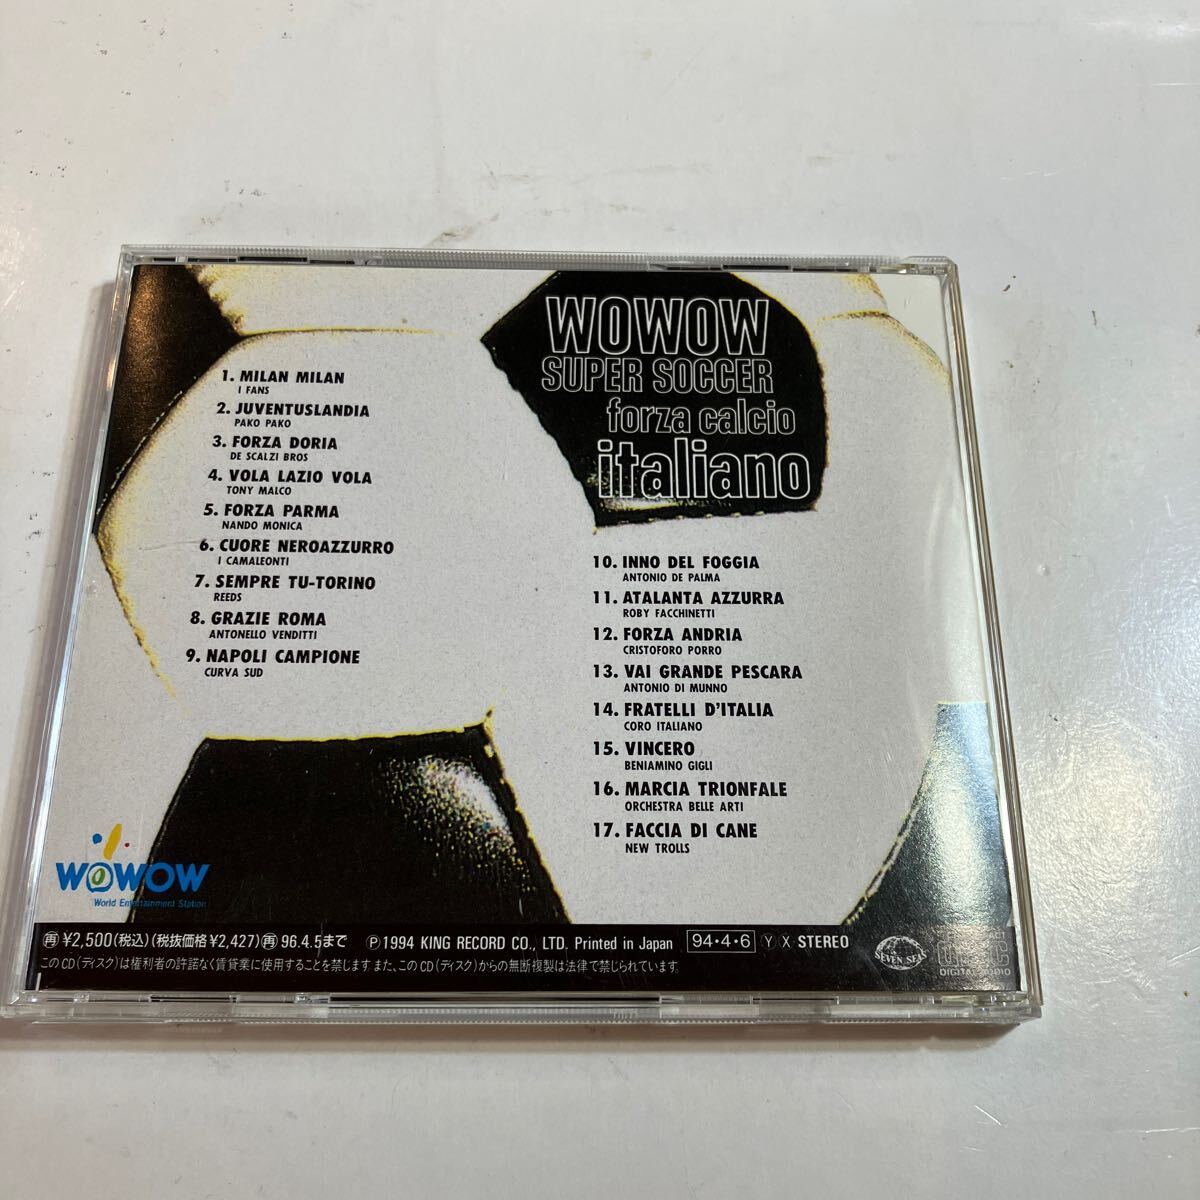 WOWOW
SUPER SOCCER
forza calcio
italiano
1. MILAN MILAN
I FANS
2. JUVENTUSLANDIA
PAKO PAKO
3. FORZA DORIA
DE SCALZI BROS
4. VOLA LAZIO VOLA
TONY MALCO
5. FORZA PARMA
NANDO MONICA
6. CUORE NEROAZZURRO
I CAMALEONTI
7. SEMPRE TU-TORINO
REEDS
8. GRAZIE ROMA
ANTONELLO VENDITTI
9. NAPOLI CAMPIONE
CURVA SUD
10. INNO DEL FOGGIA
ANTONIO DE PALMA
11. ATALANTA AZZURRA
ROBY FACCHINETTI
12. FORZA ANDRIA
CRISTOFORO PORRO
13. VAI GRANDE PESCARA
ANTONIO DI MUNNO
14. FRATELLI D'ITALIA
CORO ITALIANO
15. VINCERO
BENIAMINO GIGLI
16. MARCIA TRIONFALE
ORCHESTRA BELLE ARTI
17. FACCIA DI CANE
NEW TROLLS
WOWOW
World Entertainment Station
再 ¥2,500(税込)(税抜価格¥2,427)再 96.4.5まで Ⓟ1994 KING RECORD CO., LTD. Printed in Japan 94・4・6 Ⓨ Ⓧ STEREO
このCD(ディスク)は権利者の許諾なく賃貸業に使用することを禁じます また、このCD(ディスク)からの無断複製は法律で禁じられています。
SEVEN SEAS
COMPACT disc
DIGITAL AUDIO